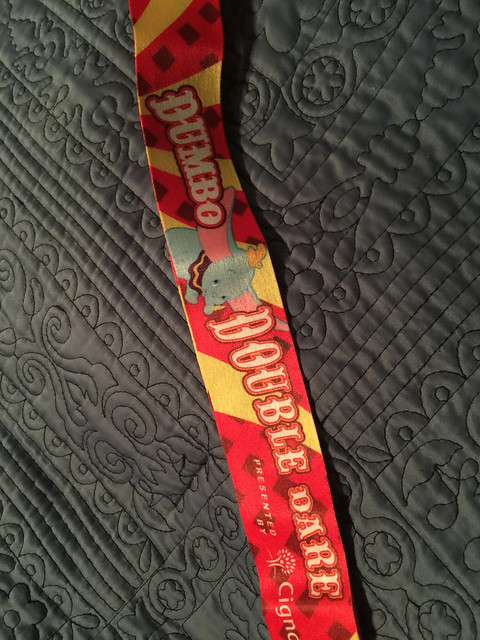 DUMBO
DOUBLE DARE
PRESENTED
BY
Cigna